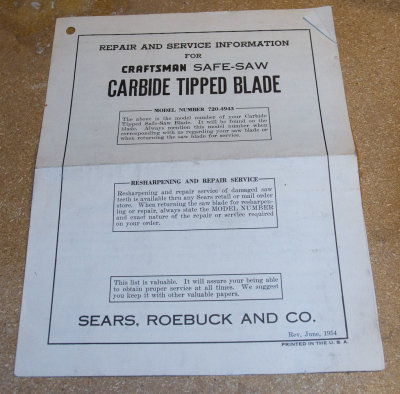 REPAIR AND SERVICE INFORMATION
FOR
CRAFTSMAN SAFE-SAW
CARBIDE TIPPED BLADE
MODEL NUMBER 720.4943
The above is the model number of your Carbide
Tipped Safe-Saw Blade. It will be found on the
blade. Always mention this model number when
corresponding with us regarding your saw blade or
when returning the saw blade for service.
RESHARPENING AND REPAIR SERVICE
Resharpening and repair service of damaged saw
teeth is available thru any Sears retail or mail order
store. When returning the saw blade for resharpen-
ing or repair, always state the MODEL NUMBER
and exact nature of the repair or service required
on your order.
This list is valuable. It will assure your being able
to obtain proper service at all times. We suggest
you keep it with other valuable papers.
SEARS, ROEBUCK AND CO.
Rev. June, 1954
PRINTED IN THE U. S. A.